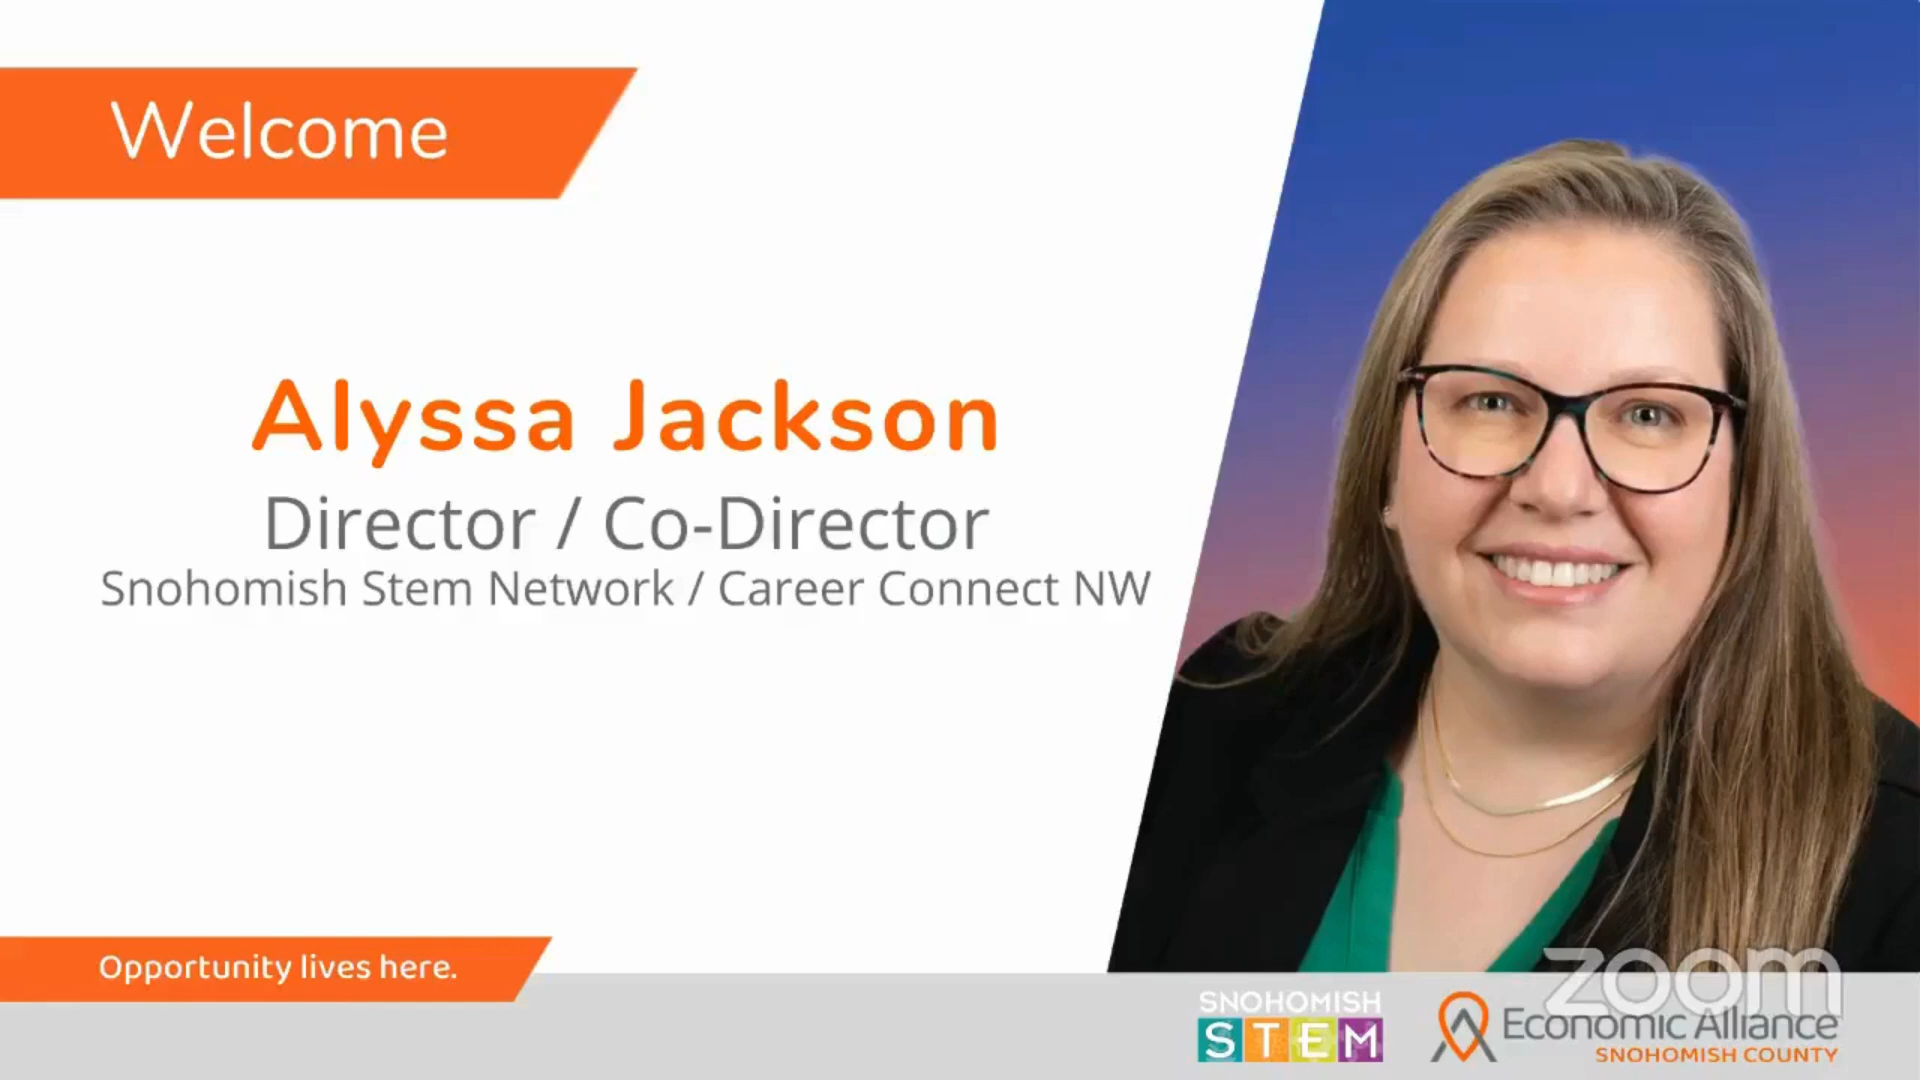 Welcome
Alyssa Jackson
Director / Co-Director
Snohomish Stem Network / Career Connect NW
Opportunity lives here.
SNOHOMISH
STEM
zoom
Economic Alliance
SNOHOMISH COUNTY